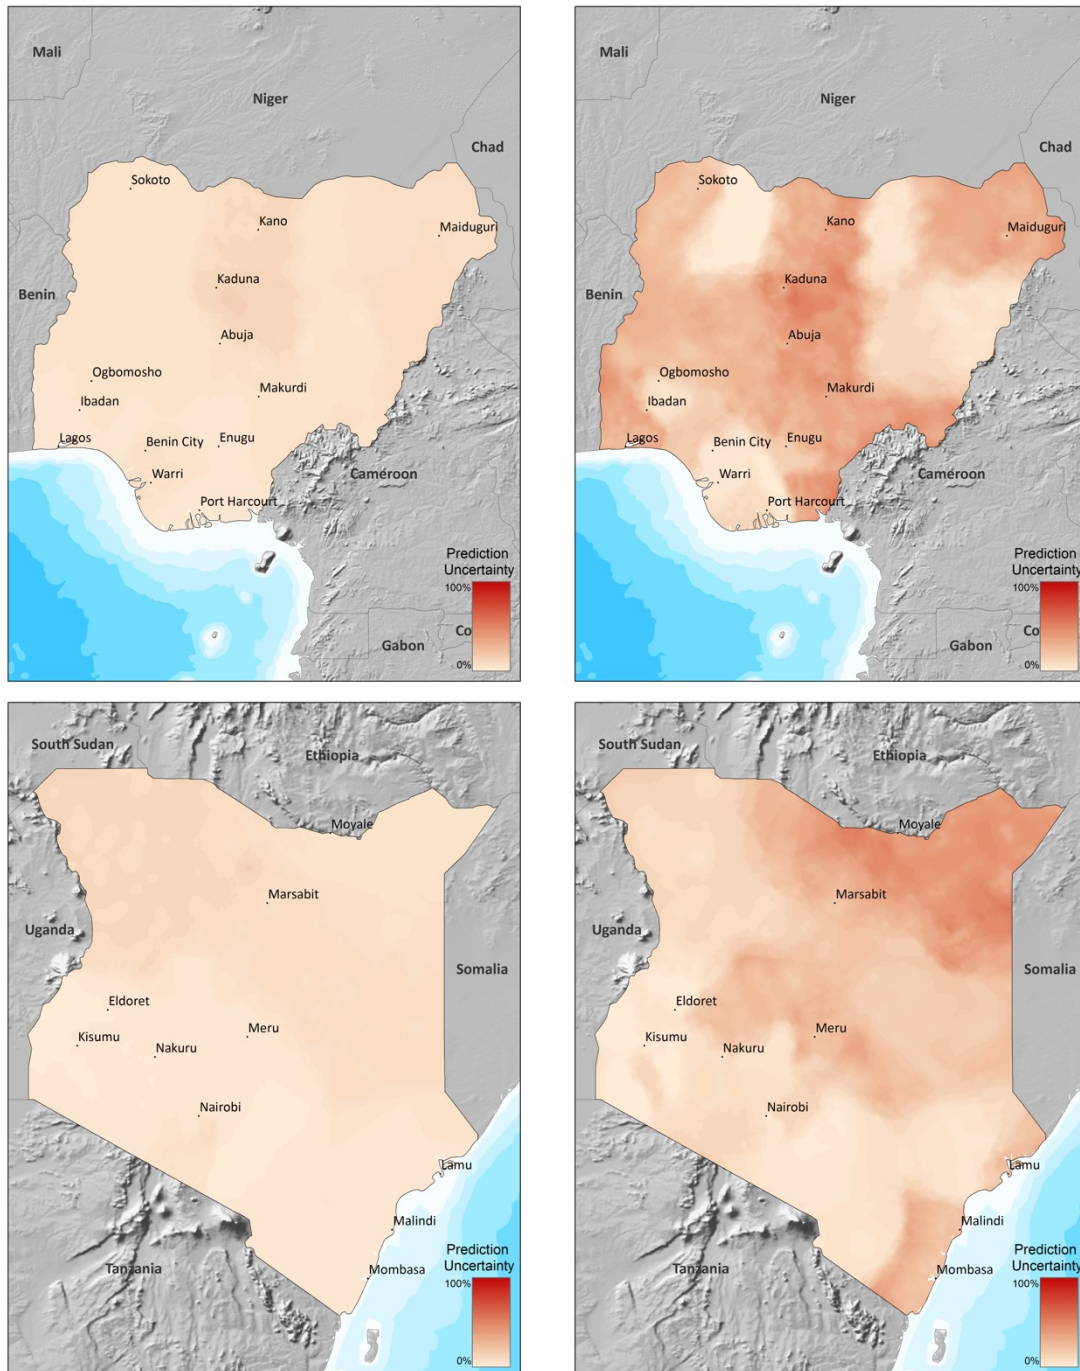 Mali
Niger
Chad
Sokoto
Kano
Maiduguri
Kaduna
Benin
Abuja
Ogbomosho
Makurdi
Ibadan
Lagos
Benin City
Enugu
Warri
Cameroon
Port Harcourt
Prediction
Uncertainty
100%
Co
Gabon
0%
Mali
Niger
Chad
Sokoto
Kano
Maiduguri
Kaduna
Benin
Abuja
Ogbomosho
Makurdi
Ibadan
Lagos
Benin City
Enugu
Warri
Cameroon
Port Harcourt
Prediction
Uncertainty
100%
Co
Gabon
0%
South Sudan
Ethiopia
Moyale
Marsabit
Uganda
Somalia
Eldoret
Kisumu
Meru
Nakuru
Nairobi
Lamu
Malindi
Prediction
Uncertainty
Tanzania
Mombasa
100%
0%
South Sudan
Ethiopia
Moyale
Marsabit
Uganda
Somalia
Eldoret
Kisumu
Meru
Nakuru
Nairobi
Lamu
Malindi
Prediction
Uncertainty
Tanzania
Mombasa
100%
0%